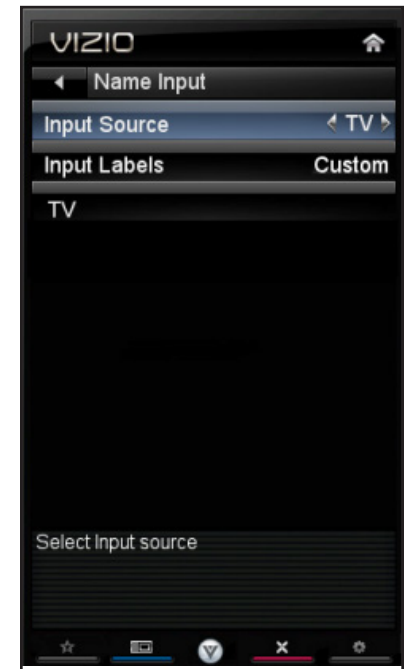 VIZIO
Name Input
Input Source TV
Input Labels Custom
TV
Select Input source
V